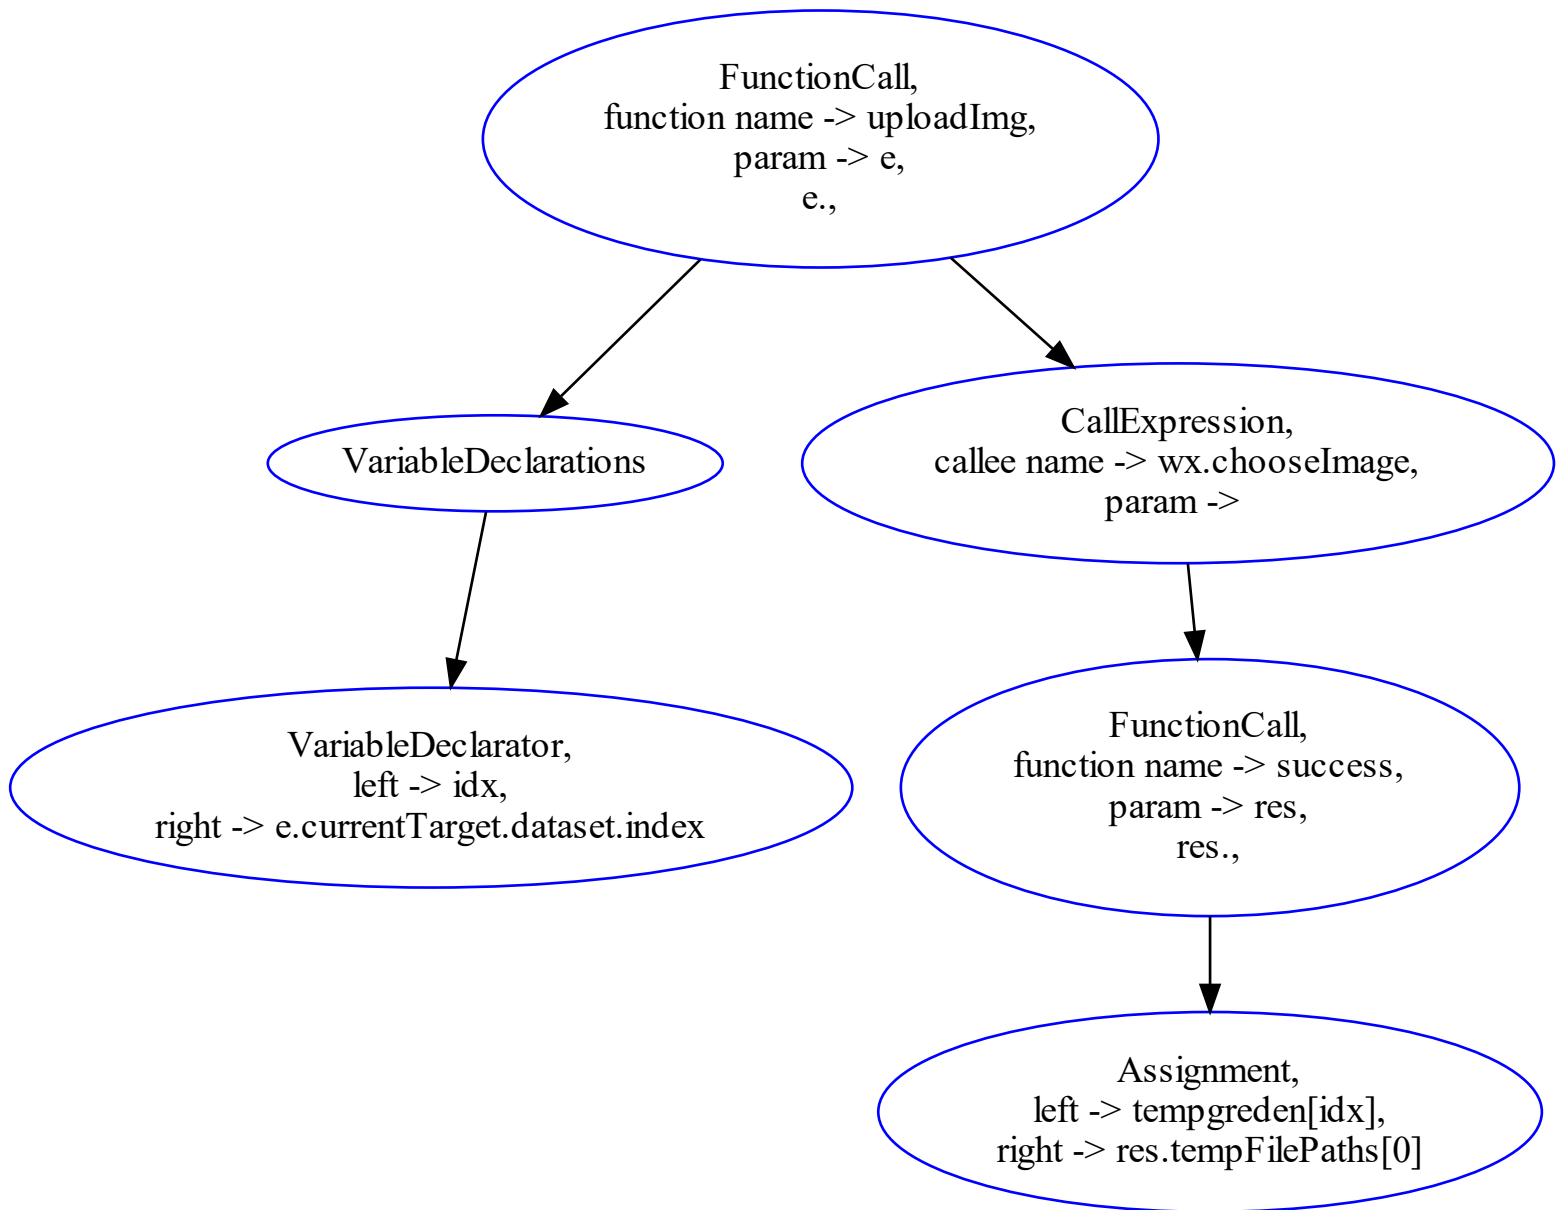 FunctionCall,
function name -> uploadImg,
param -> e,
e.,
VariableDeclarations
CallExpression,
callee name -> wx.chooseImage,
param ->
VariableDeclarator,
left -> idx,
right -> e.currentTarget.dataset.index
FunctionCall,
function name -> success,
param -> res,
res.,
Assignment,
left -> tempgreden[idx],
right -> res.tempFilePaths[0]